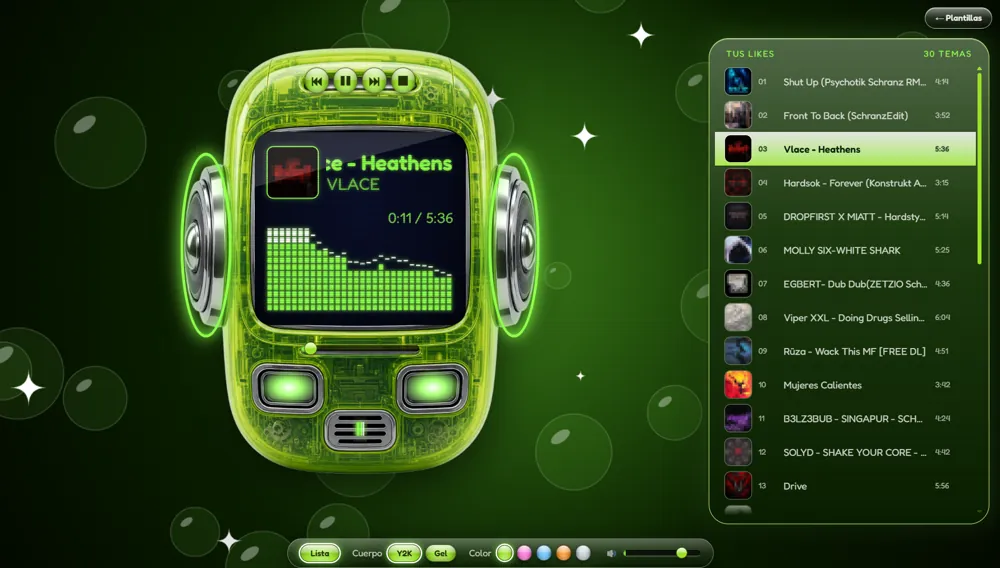 ← Plantillas
ce - Heathens
VLACE
0:11 / 5:36
TUS LIKES 30 TEMAS
01 Shut Up (Psychotik Schranz RM... 4:14
02 Front To Back (SchranzEdit) 3:52
03 Vlace - Heathens 5:36
04 Hardsok - Forever (Konstrukt A... 3:15
05 DROPFIRST X MIATT - Hardsty... 5:14
06 MOLLY SIX-WHITE SHARK 5:25
07 EGBERT- Dub Dub(ZETZIO Sch... 4:36
08 Viper XXL - Doing Drugs Sellin... 6:04
09 Rūza - Wack This MF [FREE DL] 4:51
10 Mujeres Calientes 3:42
11 B3LZ3BUB - SINGAPUR - SCH... 4:24
12 SOLYD - SHAKE YOUR CORE - ... 4:42
13 Drive 5:56
Lista Cuerpo Y2K Gel Color